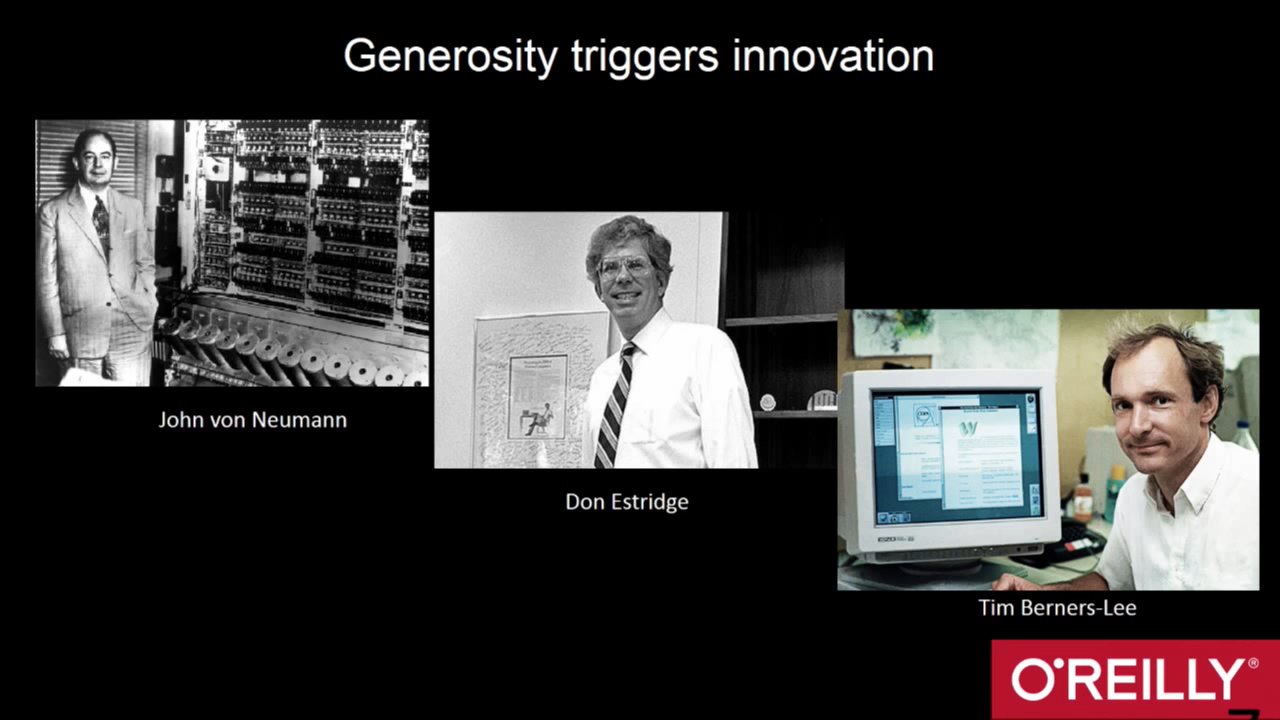 Generosity triggers innovation
John von Neumann
Don Estridge
Tim Berners-Lee
O'REILLY®